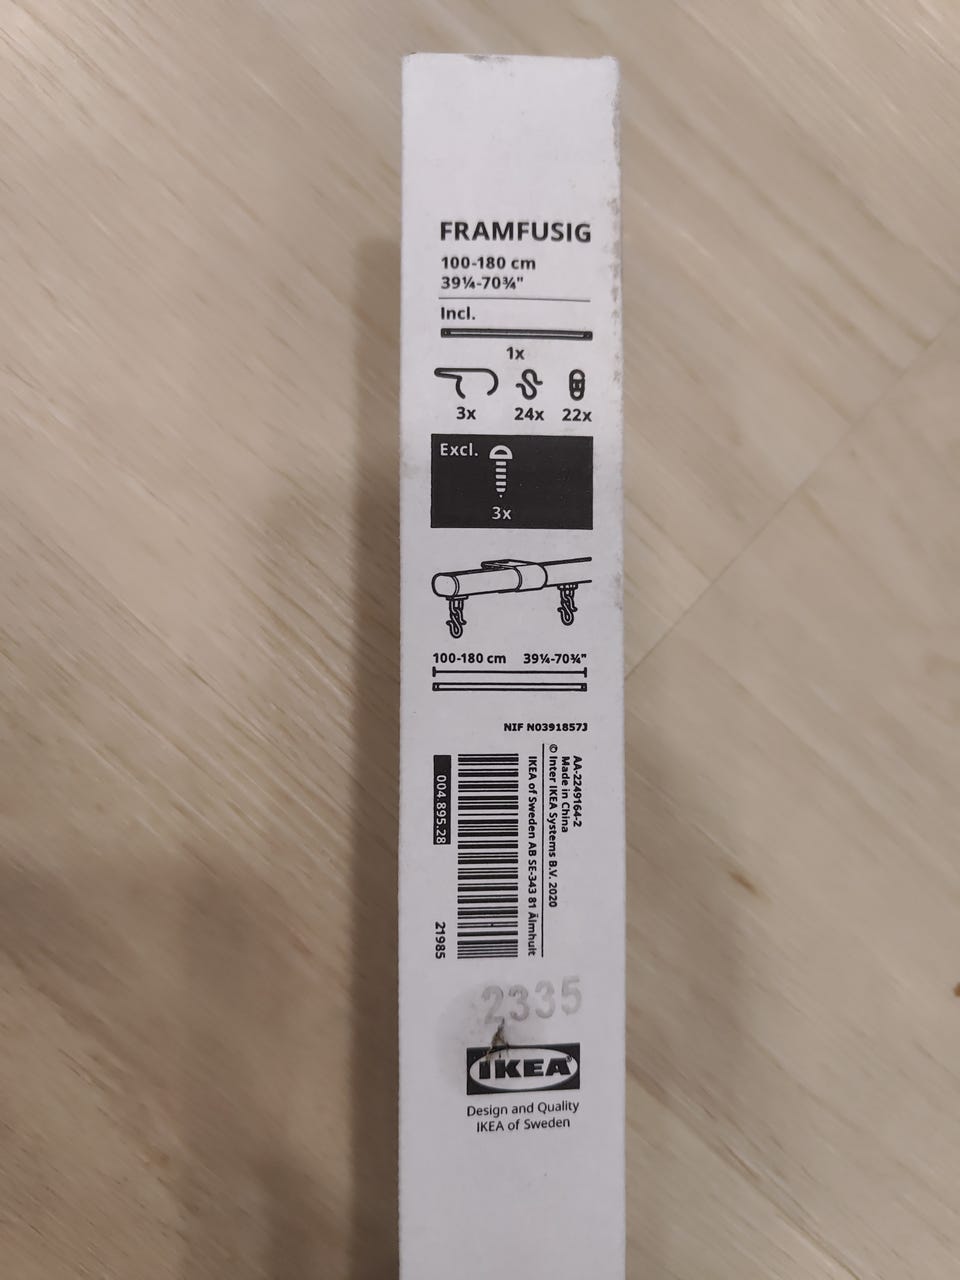 FRAMFUSIG
100-180 cm
39¼-70¾"
Incl.
1x
3x 24x 22x
Excl.
3x
100-180 cm 39¼-70¾"
NIF N0391857J
AA-2249164-2
Made in China
© Inter IKEA Systems B.V. 2020
IKEA of Sweden AB SE-343 81 Älmhult
004.895.28
21985
2335
IKEA
Design and Quality
IKEA of Sweden